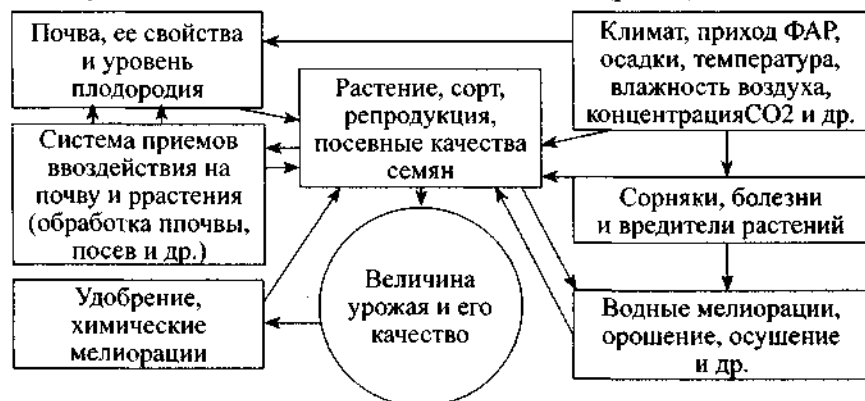 Почва, ее свойства
и уровень
плодородия
Климат, приход ФАР,
осадки, температура,
влажность воздуха,
концентрацияСО2 и др.
Растение, сорт,
репродукция,
посевные качества
семян
Система приемов
ввоздействия на
почву и ррастения
(обработка ппочвы,
посев и др.)
Сорняки, болезни
и вредители растений
Величина
урожая и его
качество
Удобрение,
химические
мелиорации
Водные мелиорации,
орошение, осушение
и др.